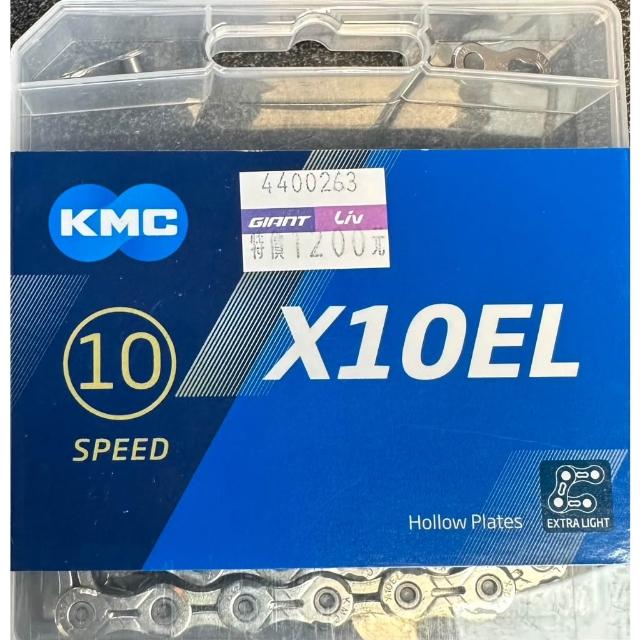 4400263
GIANT Liv
特價1200元
KMC
10
SPEED
X10EL
Hollow Plates
EXTRA LIGHT